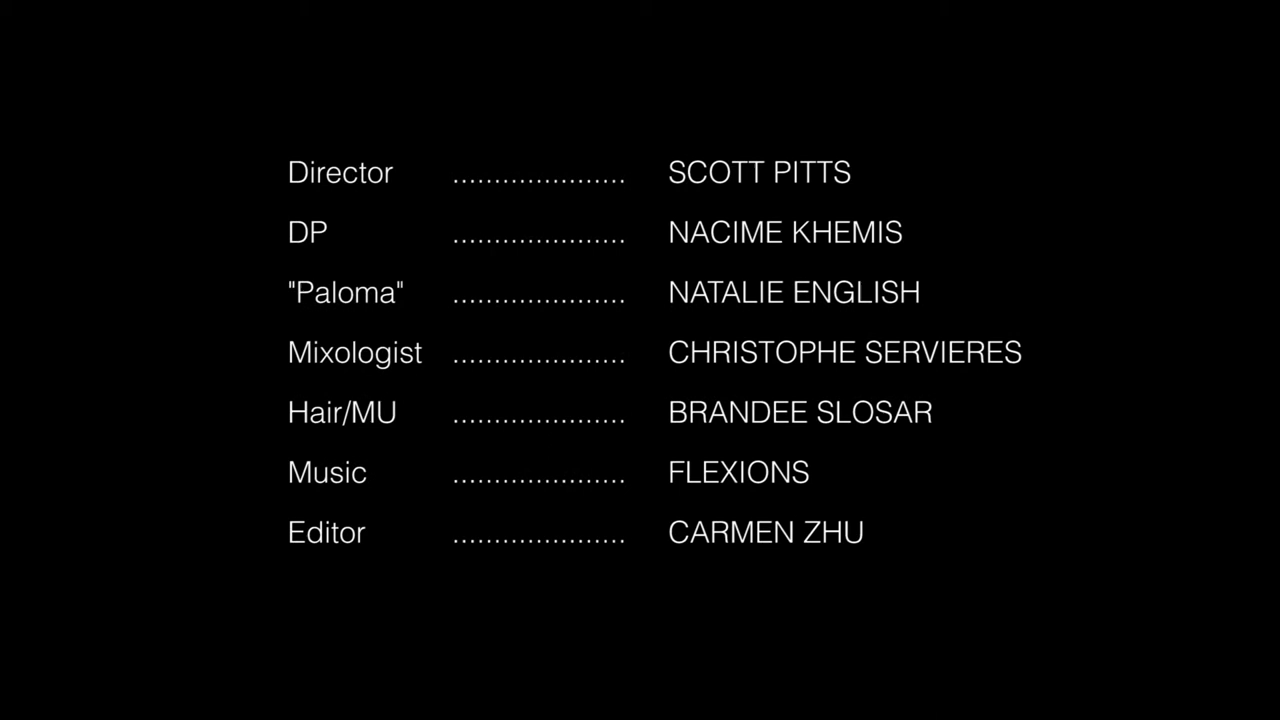 Director ..................... SCOTT PITTS
DP ..................... NACIME KHEMIS
"Paloma" ..................... NATALIE ENGLISH
Mixologist ..................... CHRISTOPHE SERVIERES
Hair/MU ..................... BRANDEE SLOSAR
Music ..................... FLEXIONS
Editor ..................... CARMEN ZHU